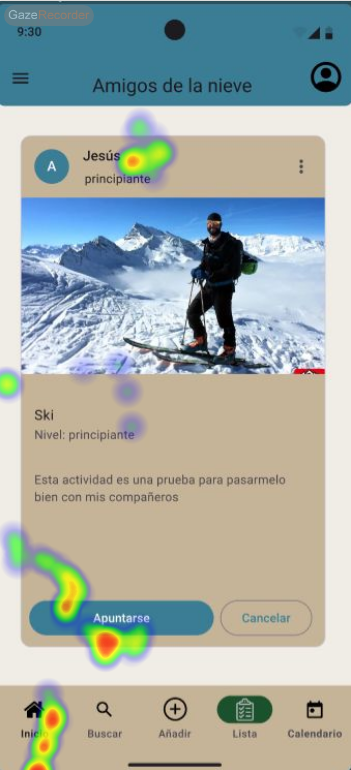 GazeRecorder
9:30
Amigos de la nieve
A
Jesús
principiante
Ski
Nivel: principiante
Esta actividad es una prueba para pasarmelo
bien con mis compañeros
Apuntarse
Cancelar
Inicio
Buscar
Añadir
Lista
Calendario